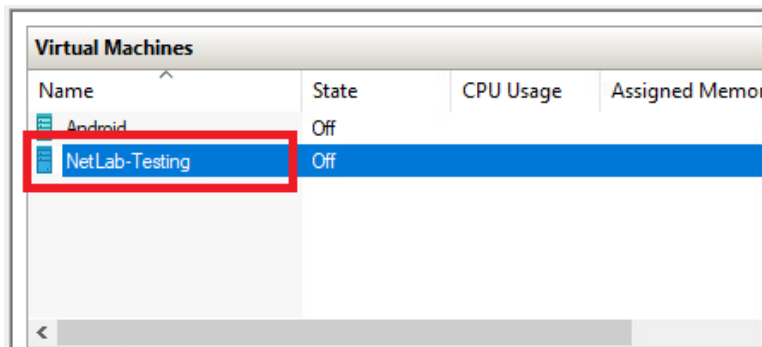 Virtual Machines
Name State CPU Usage Assigned Memor
Android Off
NetLab-Testing Off